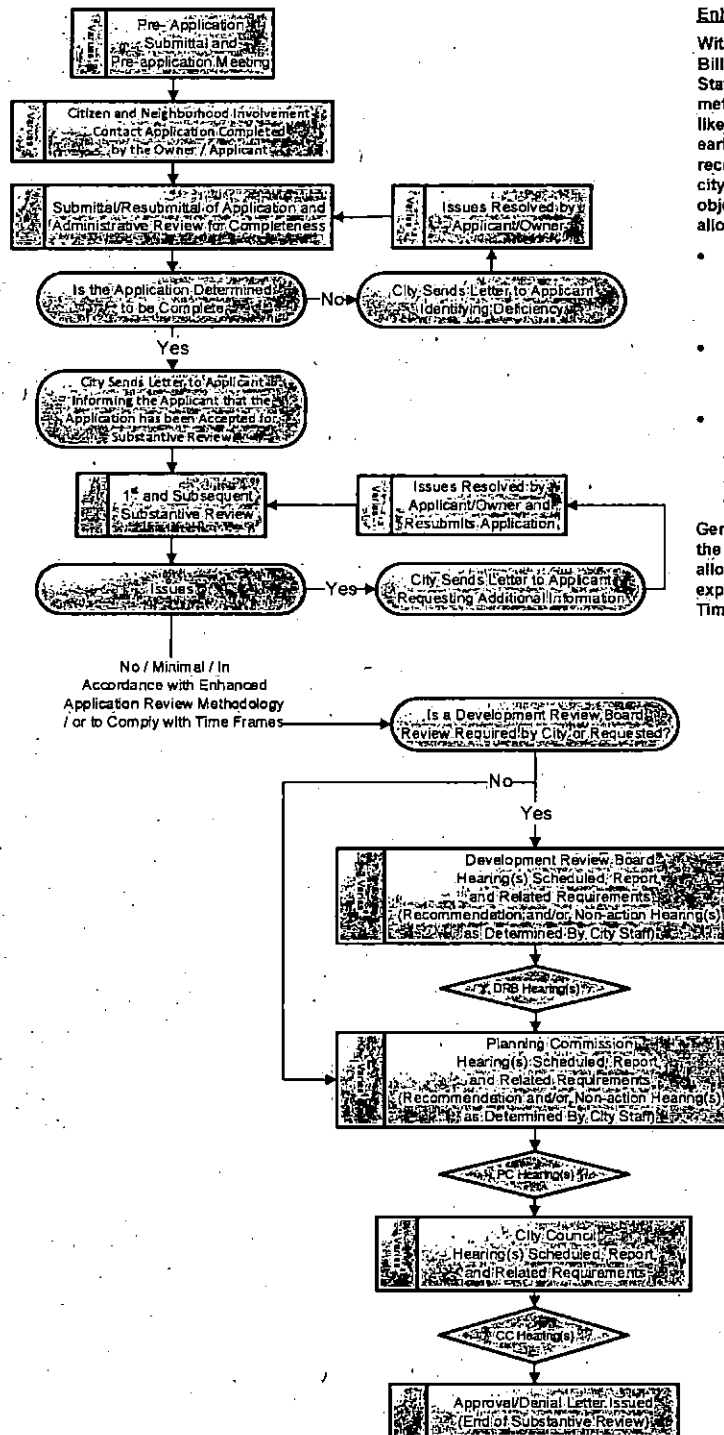 Pre- Application
Submittal and
Pre-application Meeting
Citizen and Neighborhood Involvement
Contact Application Completed
by the Owner / Applicant
Submittal/Resubmittal of Application and
Administrative Review for Completeness
Issues Resolved by
Applicant/Owner
Is the Application Determined
to be Complete
No
City Sends Letter to Applicant
Identifying Deficiency
Yes
City Sends Letter to Applicant
Informing the Applicant that the
Application has been Accepted for
Substantive Review
1st and Subsequent
Substantive Review
Issues Resolved by
Applicant/Owner and
Resubmits Application
Issues
Yes
City Sends Letter to Applicant
Requesting Additional Information
No / Minimal / In
Accordance with Enhanced
Application Review Methodology
/ or to Comply with Time Frames
Is a Development Review Board
Review Required by City or Requested?
No
Yes
Development Review Board
Hearing(s) Scheduled, Report
and Related Requirements
(Recommendation and/or Non-action Hearing(s)
as Determined By City Staff)
DRB Hearing(s)
Planning Commission
Hearing(s) Scheduled, Report
and Related Requirements
(Recommendation and/or Non-action Hearing(s)
as Determined By City Staff)
PC Hearing(s)
City Council
Hearing(s) Scheduled, Report
and Related Requirements
CC Hearing(s)
Approval/Denial Letter Issued
(End of Substantive Review)
Wit
Bill
Sta
met
like
earl
rec
city
obj
allo
•
•
•
Ger
the
allo
exp
Tim